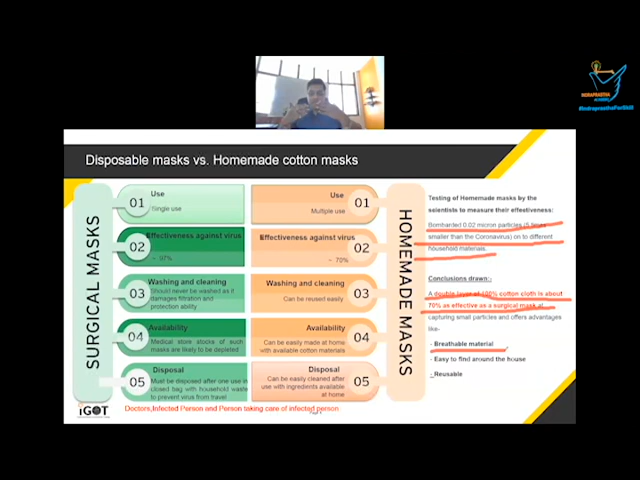 INDRAPRASTHA
ACADEMY
#IndraprasthaForSkill
Disposable masks vs. Homemade cotton masks
SURGICAL MASKS
01
Use
Single use
02
Effectiveness against virus
~ 97%
03
Washing and cleaning
Should never be washed as it
damages filtration and
protection ability
04
Availability
Medical store stocks of such
masks are likely to be depleted
05
Disposal
Must be disposed after one use in
closed bag with household waste
to prevent virus from travel
HOMEMADE MASKS
Use
Multiple use
01
Effectiveness against virus
~ 70%
02
Washing and cleaning
Can be reused easily
03
Availability
Can be easily made at home
with available cotton materials
04
Disposal
Can be easily cleaned after
use with ingredients available
at home
05
Testing of Homemade masks by the
scientists to measure their effectiveness:
Bombarded 0.02 micron particles (5 times
smaller than the Coronavirus) on to different
household materials.
Conclusions drawn:
A double layer of 100% cotton cloth is about
70% as effective as a surgical mask at
capturing small particles and offers advantages
like-
- Breathable material
- Easy to find around the house
- Reusable
iGOT
Doctors,Infected Person and Person taking care of infected person